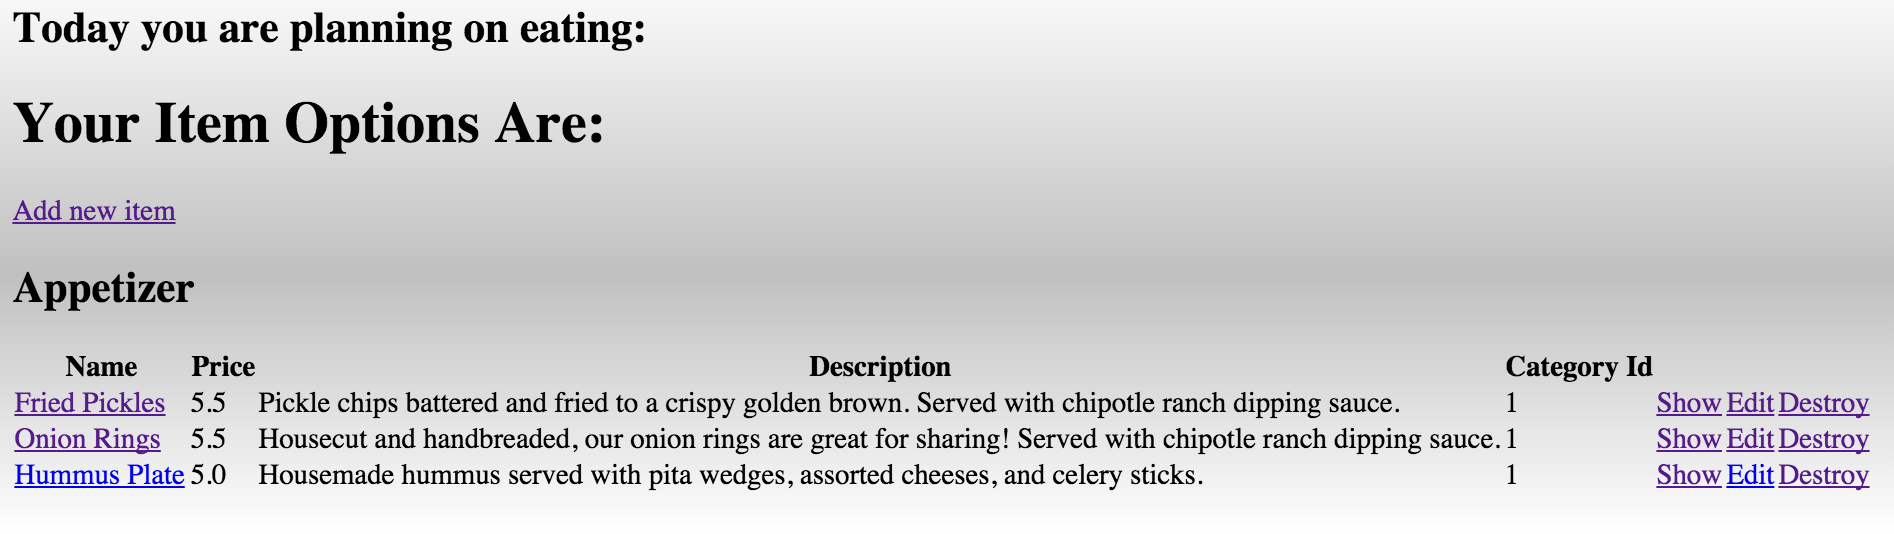 Today you are planning on eating:
Your Item Options Are:
Add new item
Appetizer
Name Price Description Category Id
Fried Pickles 5.5 Pickle chips battered and fried to a crispy golden brown. Served with chipotle ranch dipping sauce. 1 Show Edit Destroy
Onion Rings 5.5 Housecut and handbreaded, our onion rings are great for sharing! Served with chipotle ranch dipping sauce. 1 Show Edit Destroy
Hummus Plate 5.0 Housemade hummus served with pita wedges, assorted cheeses, and celery sticks. 1 Show Edit Destroy